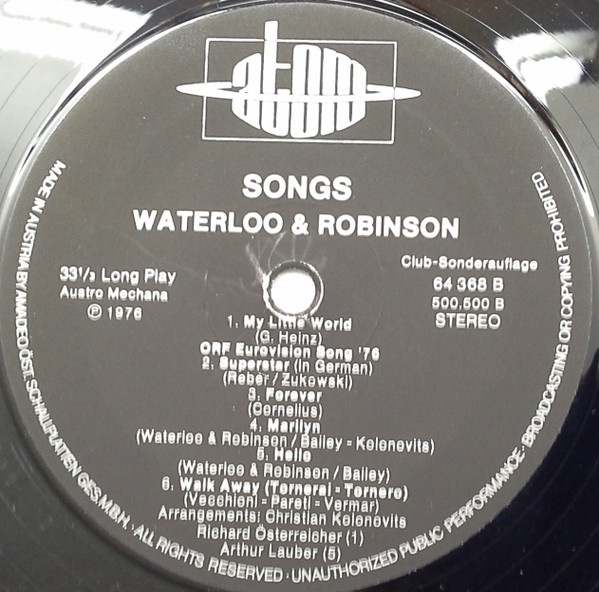 atom
SONGS
WATERLOO & ROBINSON
33 1/3 Long Play
Austro Mechana
Ⓟ 1976
Club-Sonderauflage
64 368 B
500,500 B
STEREO
1. My Little World
(G. Heinz)
ORF Eurovision Song '76
2. Superstar (in German)
(Reber / Zukowski)
3. Forever
(Cornelius)
4. Marilyn
(Waterloo & Robinson / Bailey - Kolonovits)
5. Hello
(Waterloo & Robinson / Bailey)
6. Walk Away (Tornerai - Tornero)
(Vecchioni - Pareti - Vermar)
Arrangements: Christian Kolonovits
Richard Österreicher (1)
Arthur Lauber (5)
MADE IN AUSTRIA BY AMADEO ÖST. SCHALLPLATTEN GES.M.B.H. · ALL RIGHTS RESERVED · UNAUTHORIZED PUBLIC PERFORMANCE · BROADCASTING OR COPYING PROHIBITED